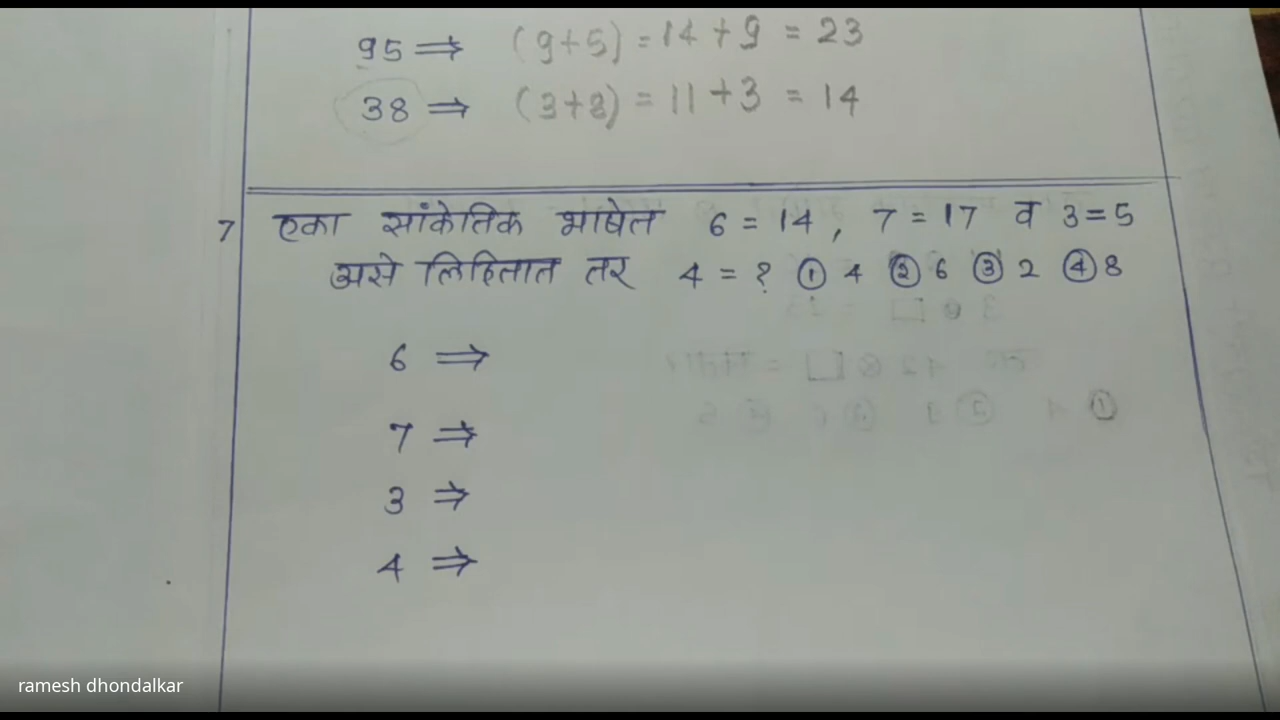 95 ⇒ (9+5) = 14 + 9 = 23
38 ⇒ (3+8) = 11 + 3 = 14
7 एका सांकेतिक भाषेत 6 = 14, 7 = 17 व 3 = 5
असे लिहितात तर 4 = ? ① 4 ② 6 ③ 2 ④ 8
6 ⇒
7 ⇒
3 ⇒
4 ⇒
ramesh dhondalkar